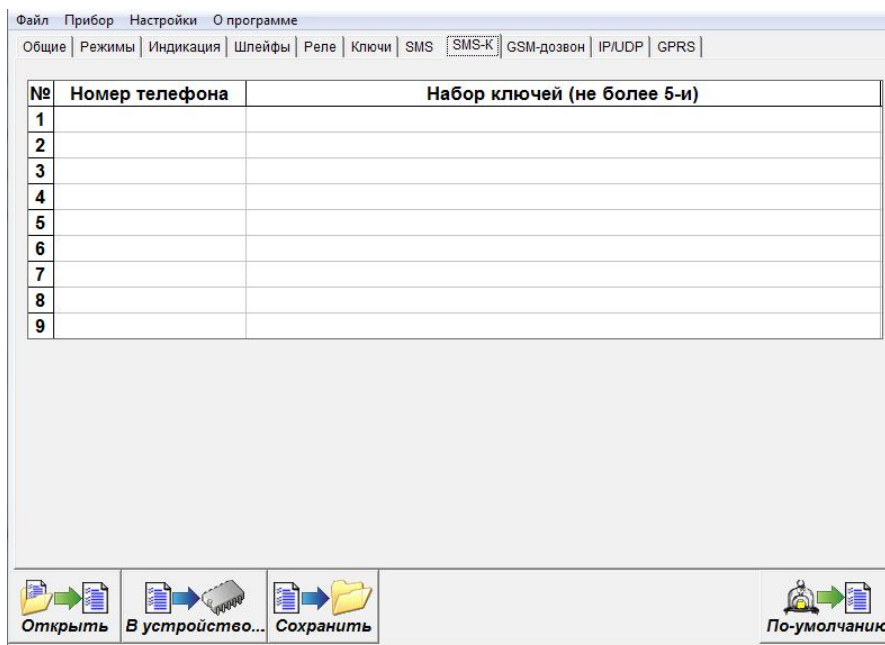 Файл Прибор Настройки О программе
Общие Режимы Индикация Шлейфы Реле Ключи SMS SMS-К GSM-дозвон IP/UDP GPRS
№ Номер телефона Набор ключей (не более 5-и)
1
2
3
4
5
6
7
8
9
Открыть В устройство... Сохранить По-умолчанию